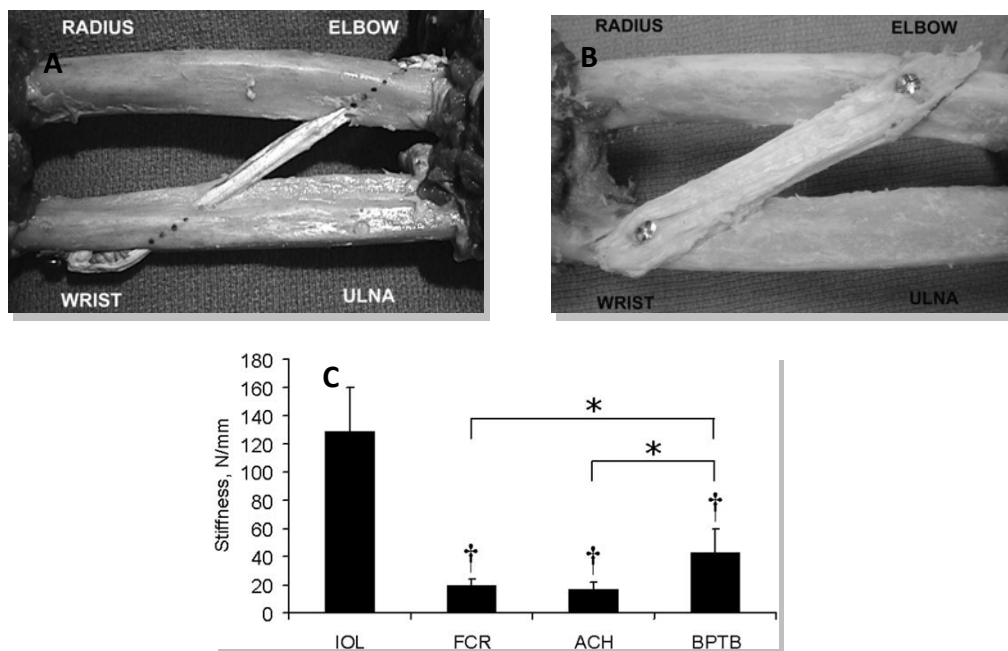 RADIUS ELBOW
A
WRIST ULNA
RADIUS ELBOW
B
WRIST ULNA
C
Stiffness, N/mm
180
160
140
120
100
80
60
40
20
0
*
*
†
†
†
IOL FCR ACH BPTB